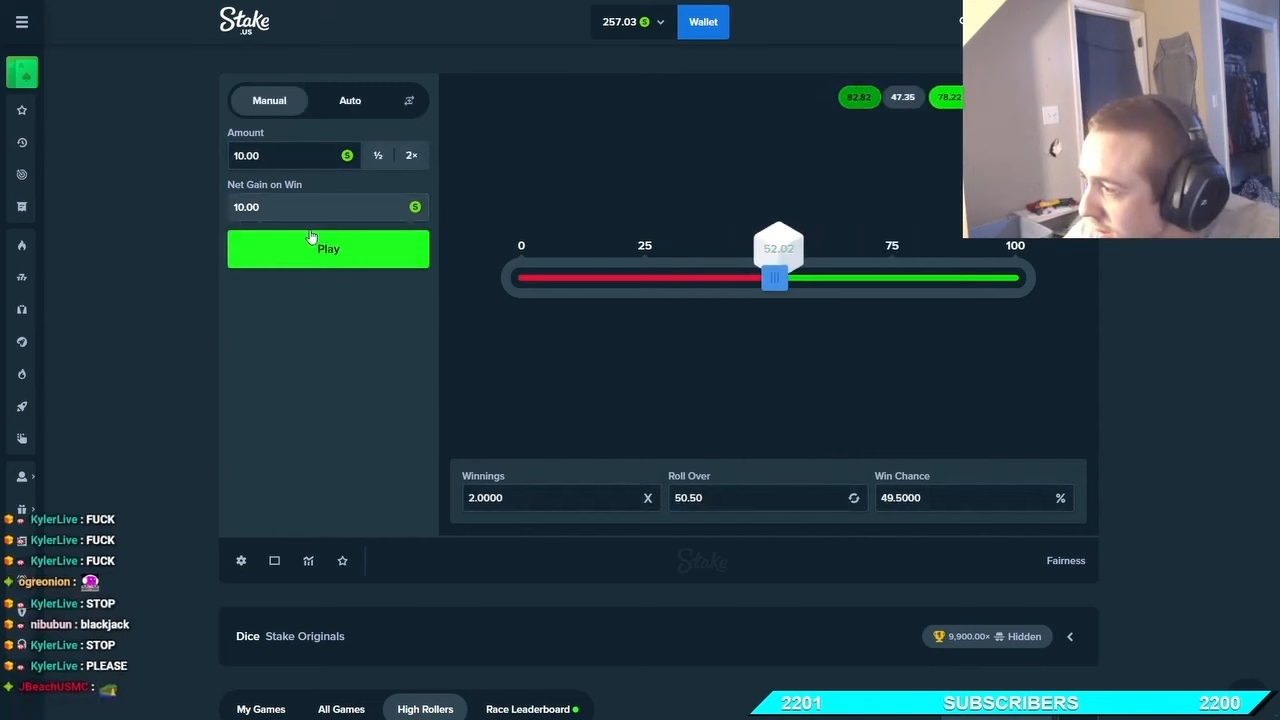 Stake
.US
257.03
Wallet
Manual
Auto
Amount
10.00
½
2×
Net Gain on Win
10.00
Play
82.82
47.35
78.22
0
25
75
100
52.02
Winnings
2.0000
X
Roll Over
50.50
Win Chance
49.5000
%
Stake
Fairness
Dice Stake Originals
9,900.00× Hidden
My Games
All Games
High Rollers
Race Leaderboard
KylerLive : FUCK
KylerLive : FUCK
KylerLive : FUCK
ogreonion :
KylerLive : STOP
nibubun : blackjack
KylerLive : STOP
KylerLive : PLEASE
JBeachUSMC :
2201
SUBSCRIBERS
2200